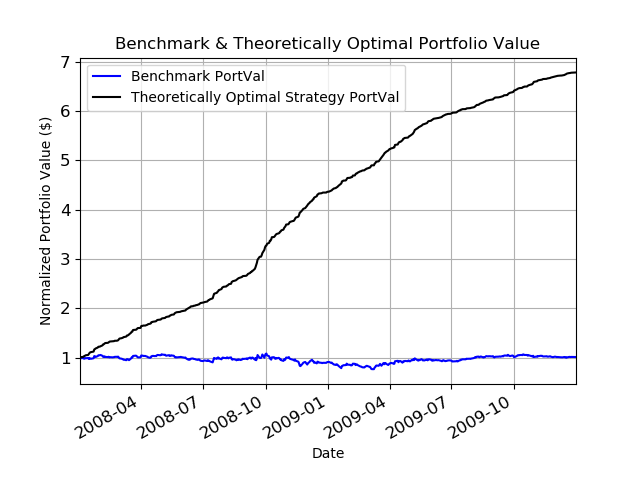 Benchmark & Theoretically Optimal Portfolio Value
Benchmark PortVal
Theoretically Optimal Strategy PortVal
Normalized Portfolio Value ($)
7
6
5
4
3
2
1
2008-04
2008-07
2008-10
2009-01
2009-04
2009-07
2009-10
Date